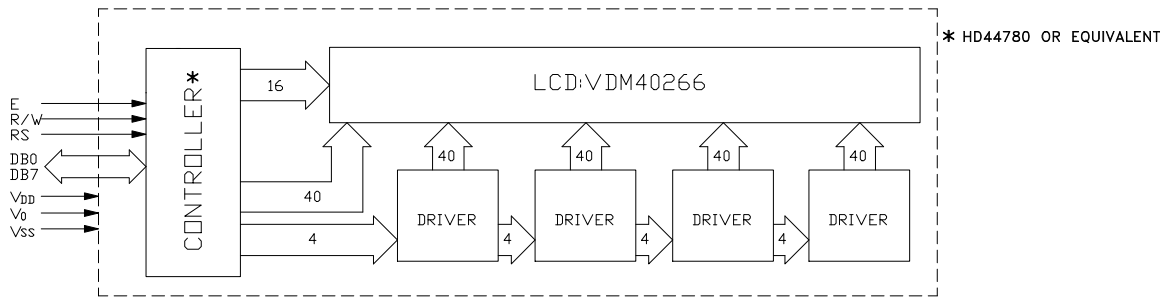 * HD44780 OR EQUIVALENT
CONTROLLER*
16
LCD:VDM40266
E
R/W
RS
DB0
DB7
VDD
V0
VSS
40
40
40
40
40
DRIVER
DRIVER
DRIVER
DRIVER
4
4
4
4